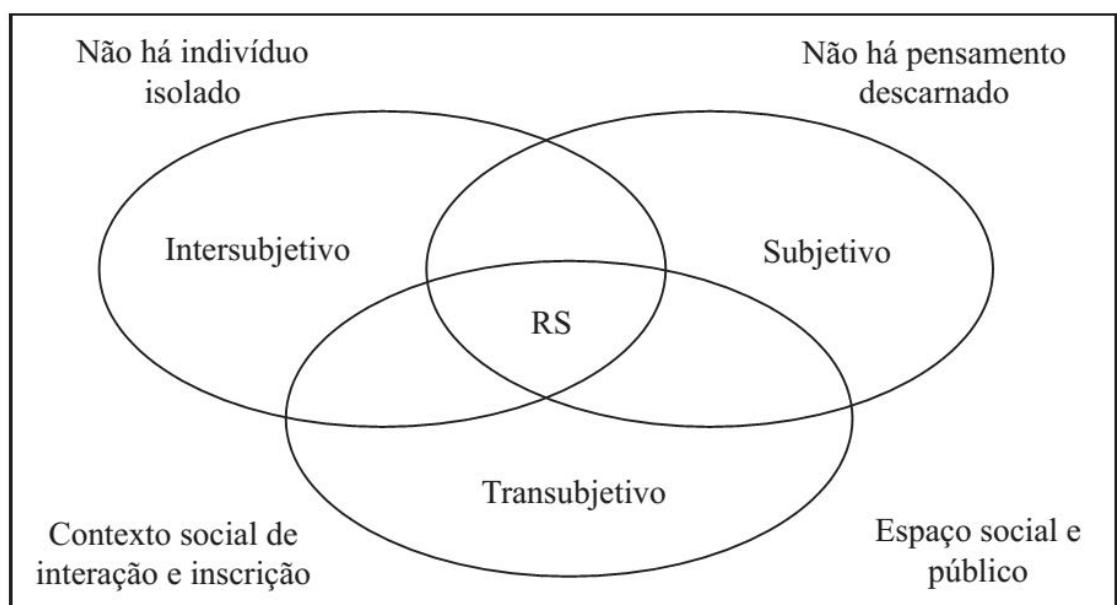 Não há indivíduo
isolado
Não há pensamento
descarnado
Intersubjetivo
Subjetivo
RS
Transubjetivo
Contexto social de
interação e inscrição
Espaço social e
público